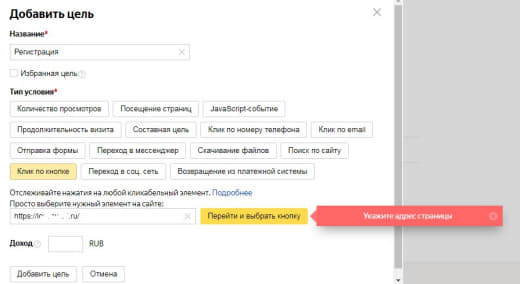 Добавить цель
Название*
Регистрация
Избранная цель
Тип условия*
Количество просмотров Посещение страниц JavaScript-событие
Продолжительность визита Составная цель Клик по номеру телефона Клик по email
Отправка формы Переход в мессенджер Скачивание файлов Поиск по сайту
Клик по кнопке Переход в соц. сеть Возвращение из платежной системы
Отслеживайте нажатия на любой кликабельный элемент. Подробнее
Просто выберите нужный элемент на сайте:
.ru/ Перейти и выбрать кнопку Укажите адрес страницы
Доход RUB
Добавить цель Отмена